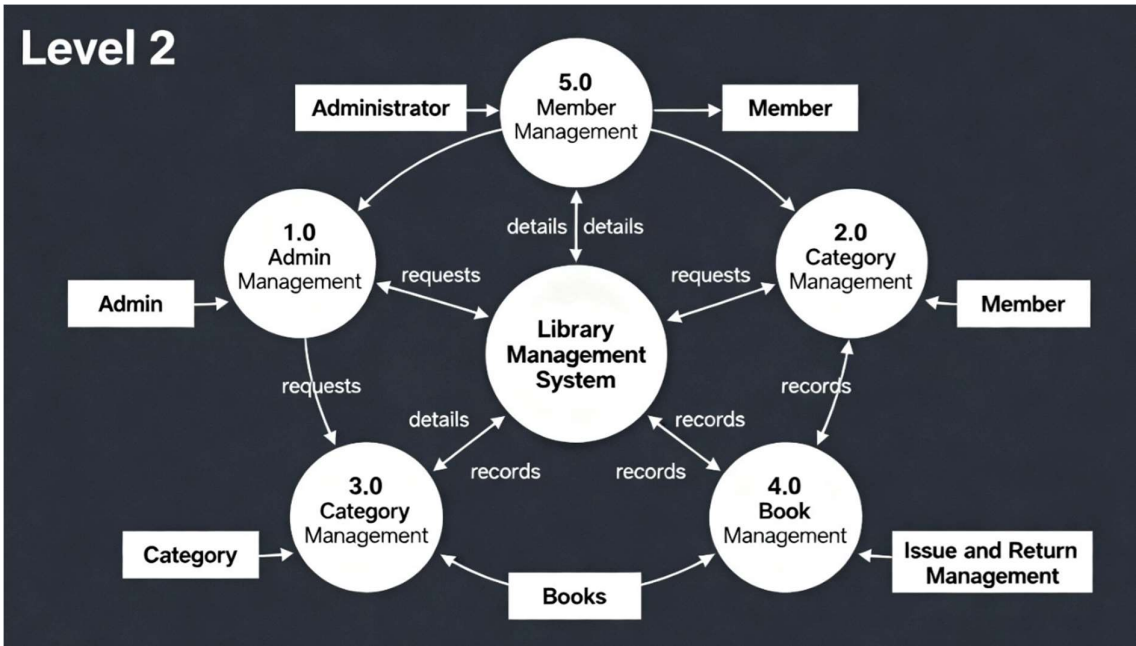 Level 2
5.0
Member
Management
Administrator
Member
details
details
1.0
Admin
Management
2.0
Category
Management
requests
requests
Admin
Member
Library
Management
System
requests
records
details
records
records
records
3.0
Category
Management
4.0
Book
Management
Category
Issue and Return
Management
Books